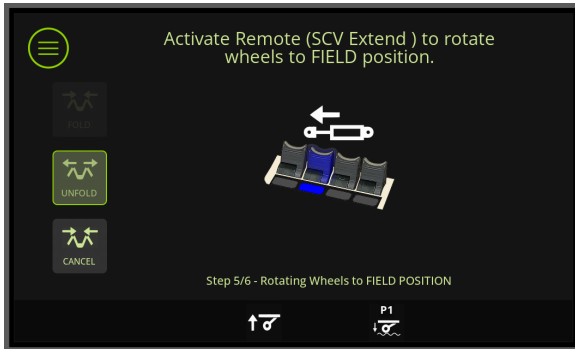 Activate Remote (SCV Extend ) to rotate
wheels to FIELD position.
FOLD
UNFOLD
CANCEL
Step 5/6 - Rotating Wheels to FIELD POSITION
P1